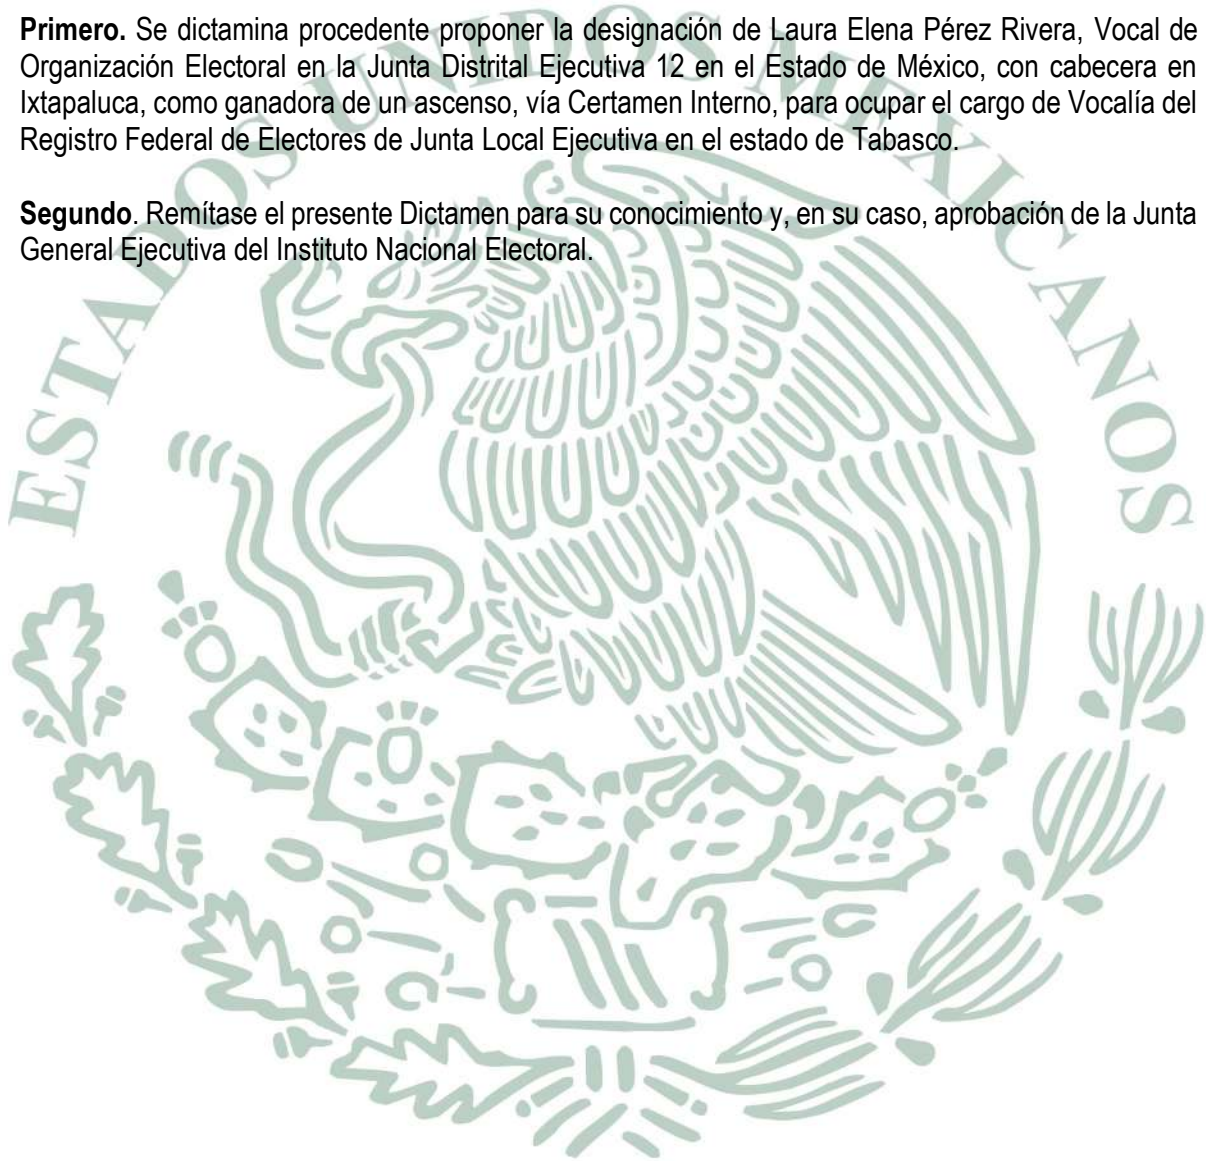 Primero. Se dictamina procedente proponer la designación de Laura Elena Pérez Rivera, Vocal de
Organización Electoral en la Junta Distrital Ejecutiva 12 en el Estado de México, con cabecera en
Ixtapaluca, como ganadora de un ascenso, vía Certamen Interno, para ocupar el cargo de Vocalía del
Registro Federal de Electores de Junta Local Ejecutiva en el estado de Tabasco.
Segundo. Remítase el presente Dictamen para su conocimiento y, en su caso, aprobación de la Junta
General Ejecutiva del Instituto Nacional Electoral.
ESTADOS UNIDOS MEXICANOS